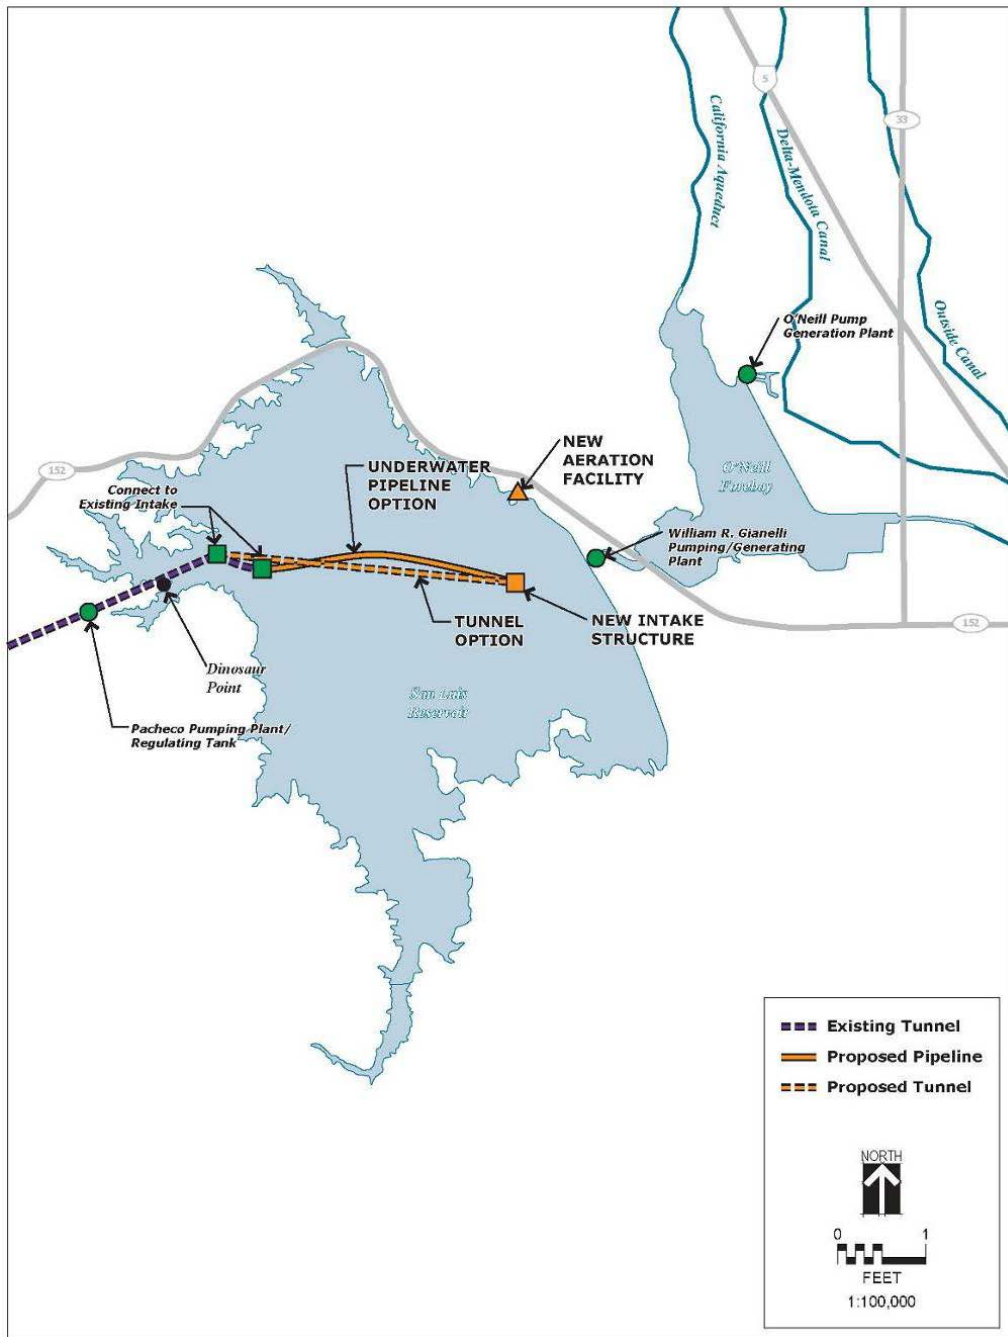 5
33
California Aqueduct
Delta-Mendota Canal
Outside Canal
O'Neill Pump
Generation Plant
O'Neill
Forebay
152
NEW
AERATION
FACILITY
UNDERWATER
PIPELINE
OPTION
Connect to
Existing Intake
William R. Gianelli
Pumping/Generating
Plant
TUNNEL
OPTION
NEW INTAKE
STRUCTURE
152
Dinosaur
Point
San Luis
Reservoir
Pacheco Pumping Plant/
Regulating Tank
Existing Tunnel
Proposed Pipeline
Proposed Tunnel
NORTH
0 1
FEET
1:100,000